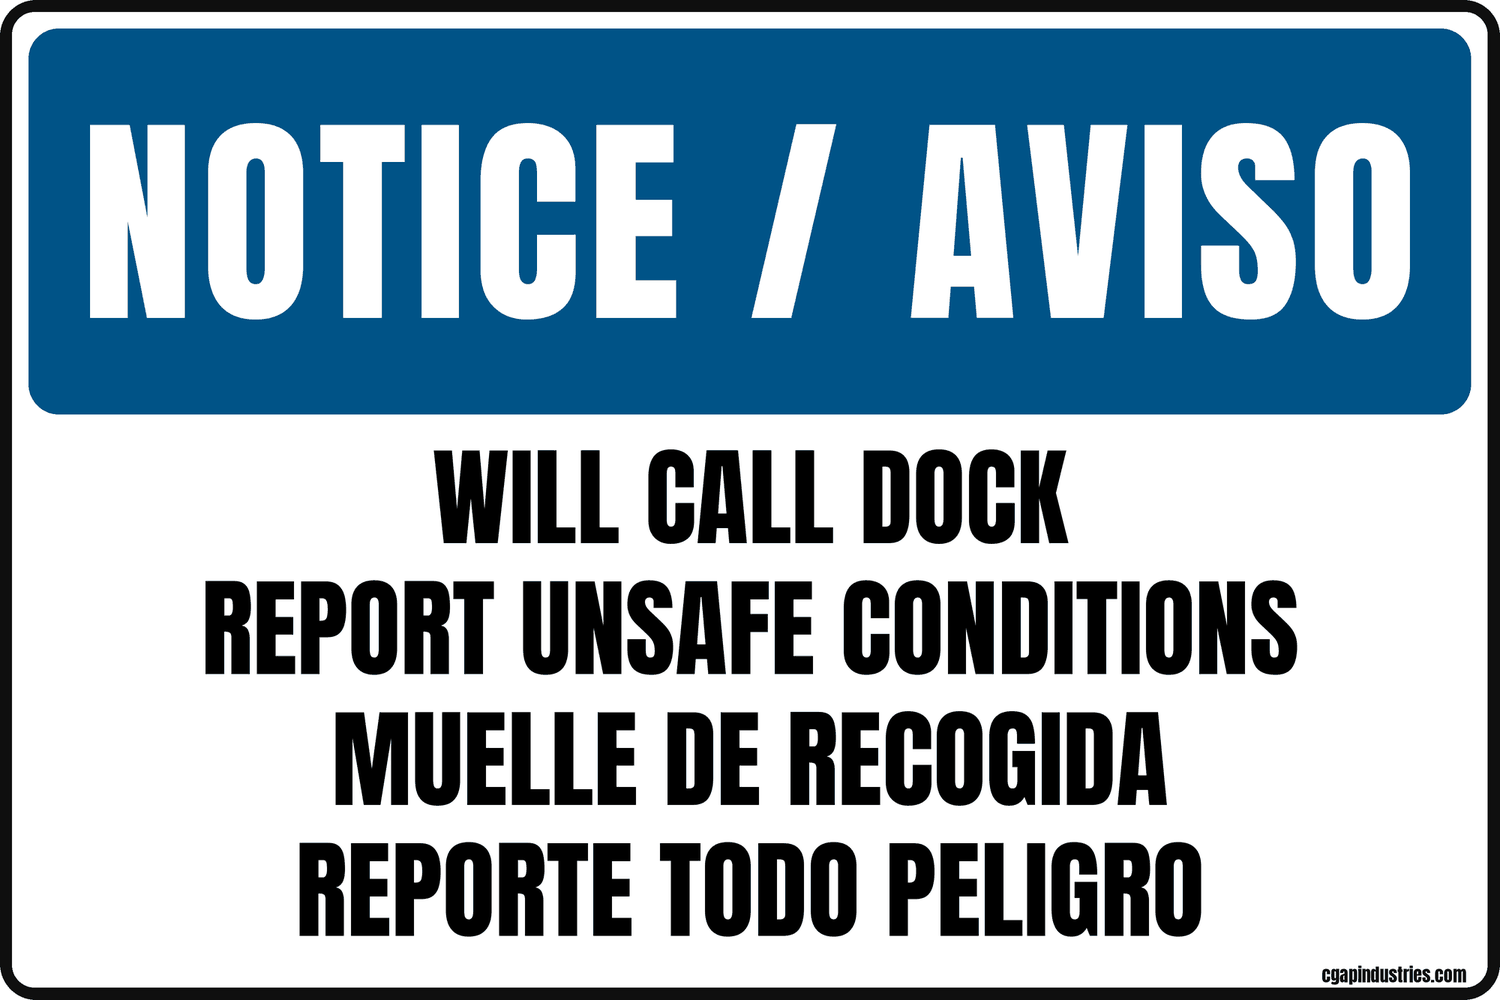 NOTICE / AVISO
WILL CALL DOCK
REPORT UNSAFE CONDITIONS
MUELLE DE RECOGIDA
REPORTE TODO PELIGRO
cgapindustries.com